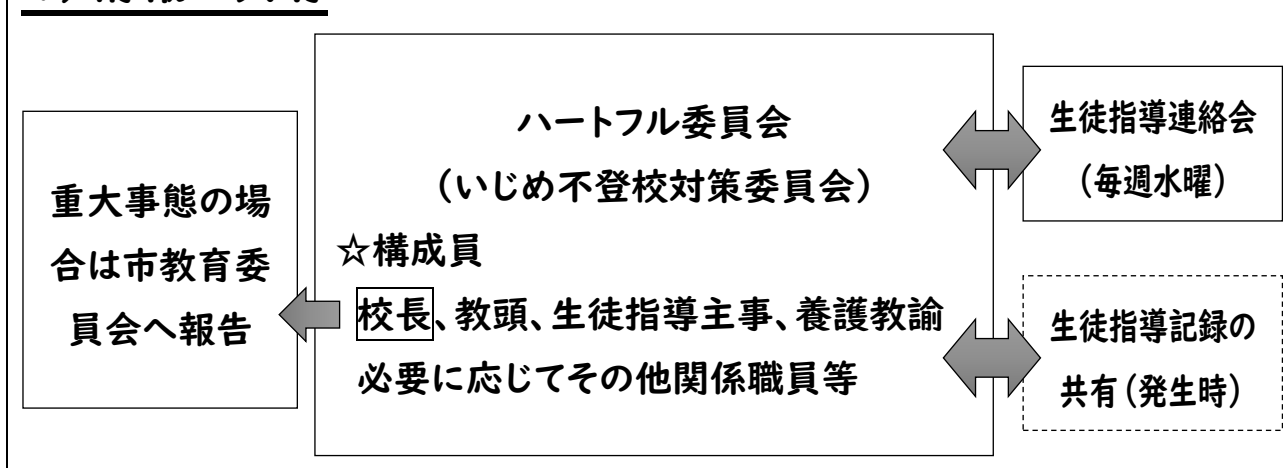 重大事態の場
合は市教育委
員会へ報告
ハートフル委員会
（いじめ不登校対策委員会）
☆構成員
校長、教頭、生徒指導主事、養護教諭
必要に応じてその他関係職員等
生徒指導連絡会
（毎週水曜）
生徒指導記録の
共有（発生時）